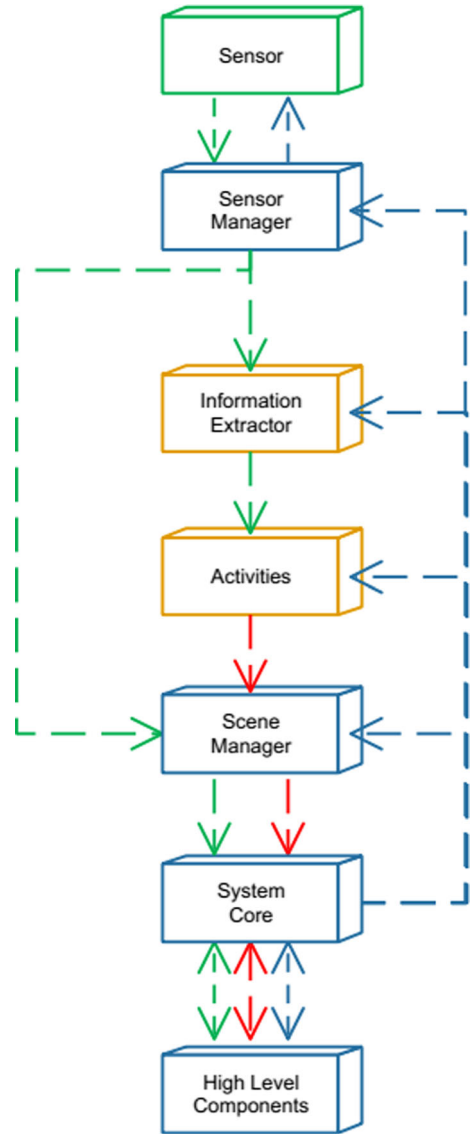 Sensor
Sensor
Manager
Information
Extractor
Activities
Scene
Manager
System
Core
High Level
Components